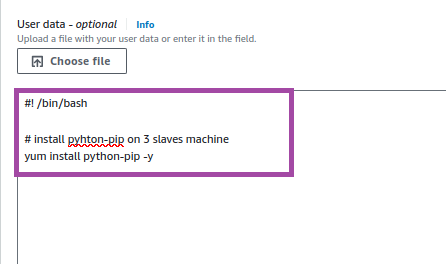 User data - optional Info
Upload a file with your user data or enter it in the field.
Choose file
#! /bin/bash
# install pyhton-pip on 3 slaves machine
yum install python-pip -y